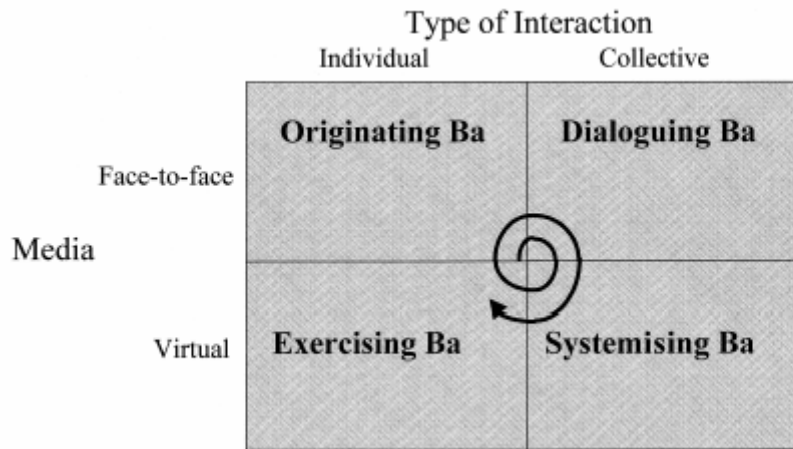 Type of Interaction
Individual Collective
Originating Ba Dialoguing Ba
Face-to-face
Media
Virtual
Exercising Ba Systemising Ba